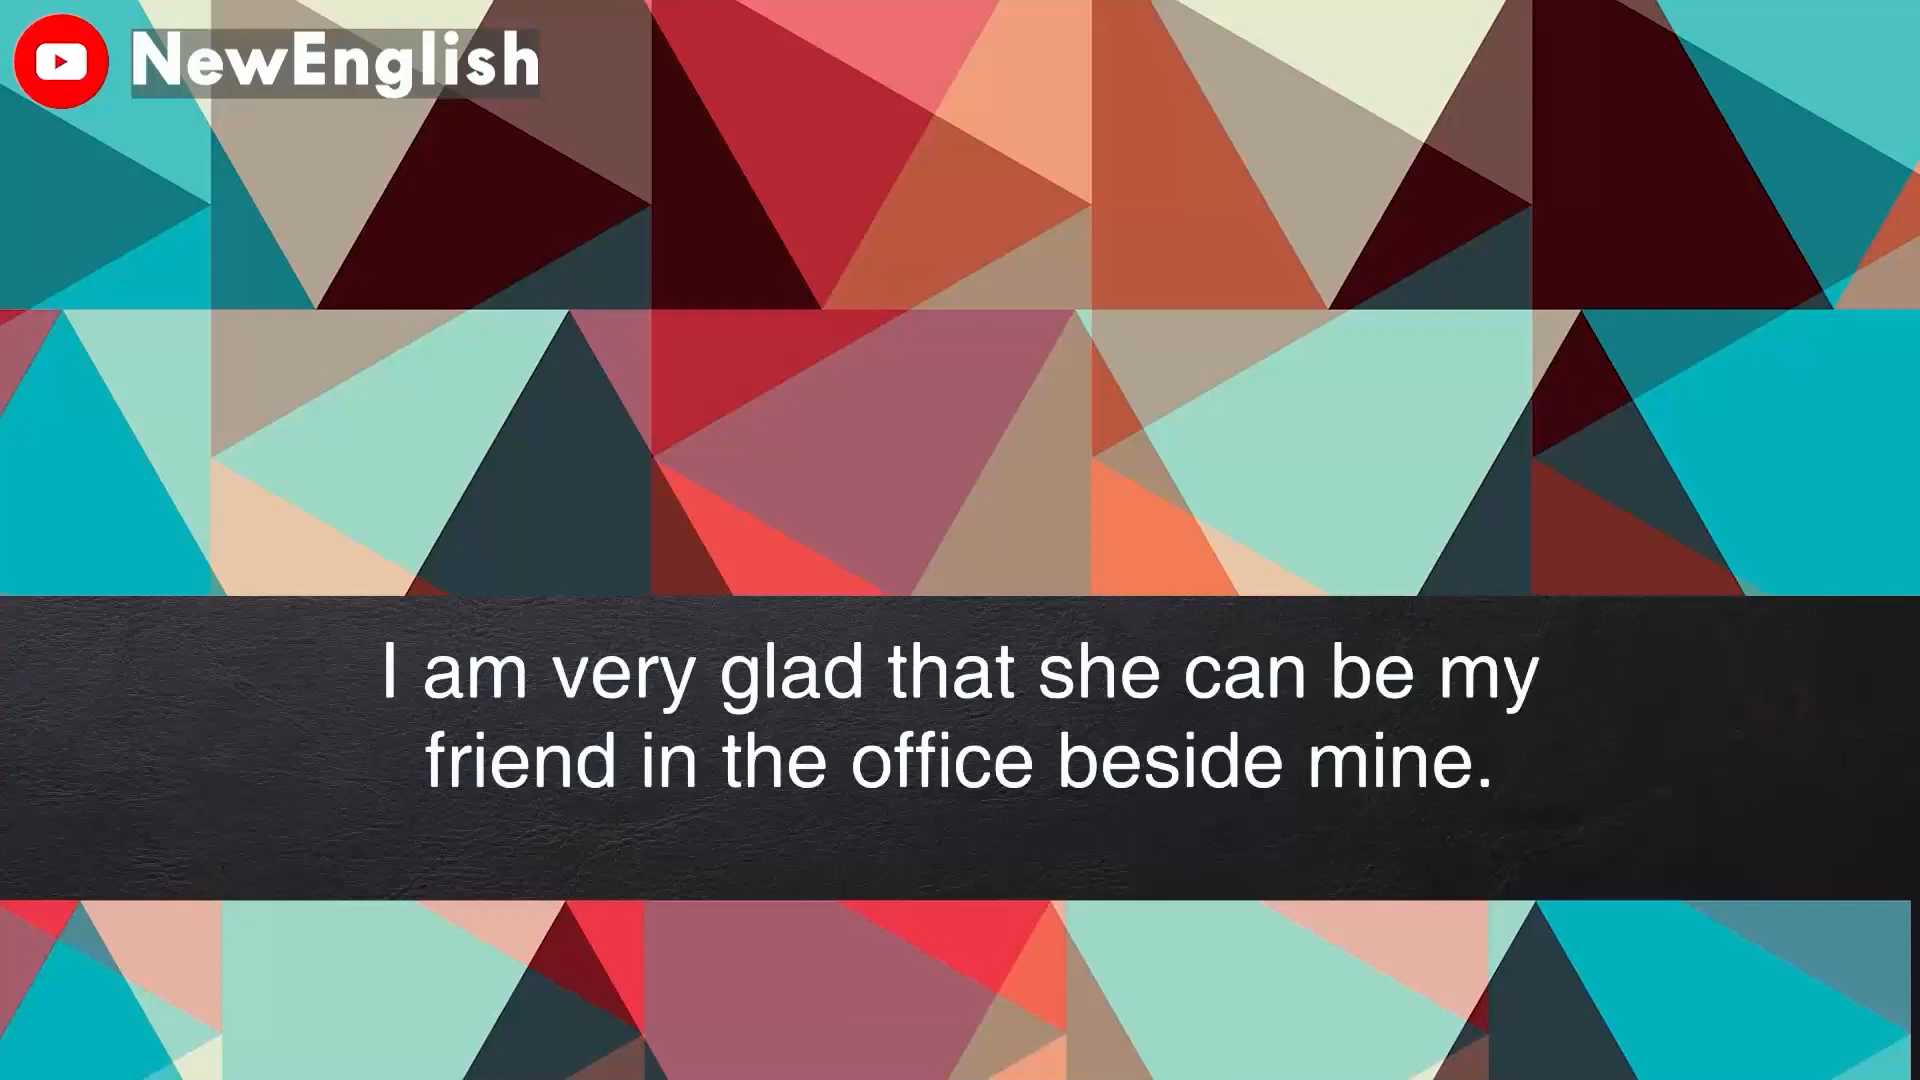 NewEnglish
I am very glad that she can be my
friend in the office beside mine.